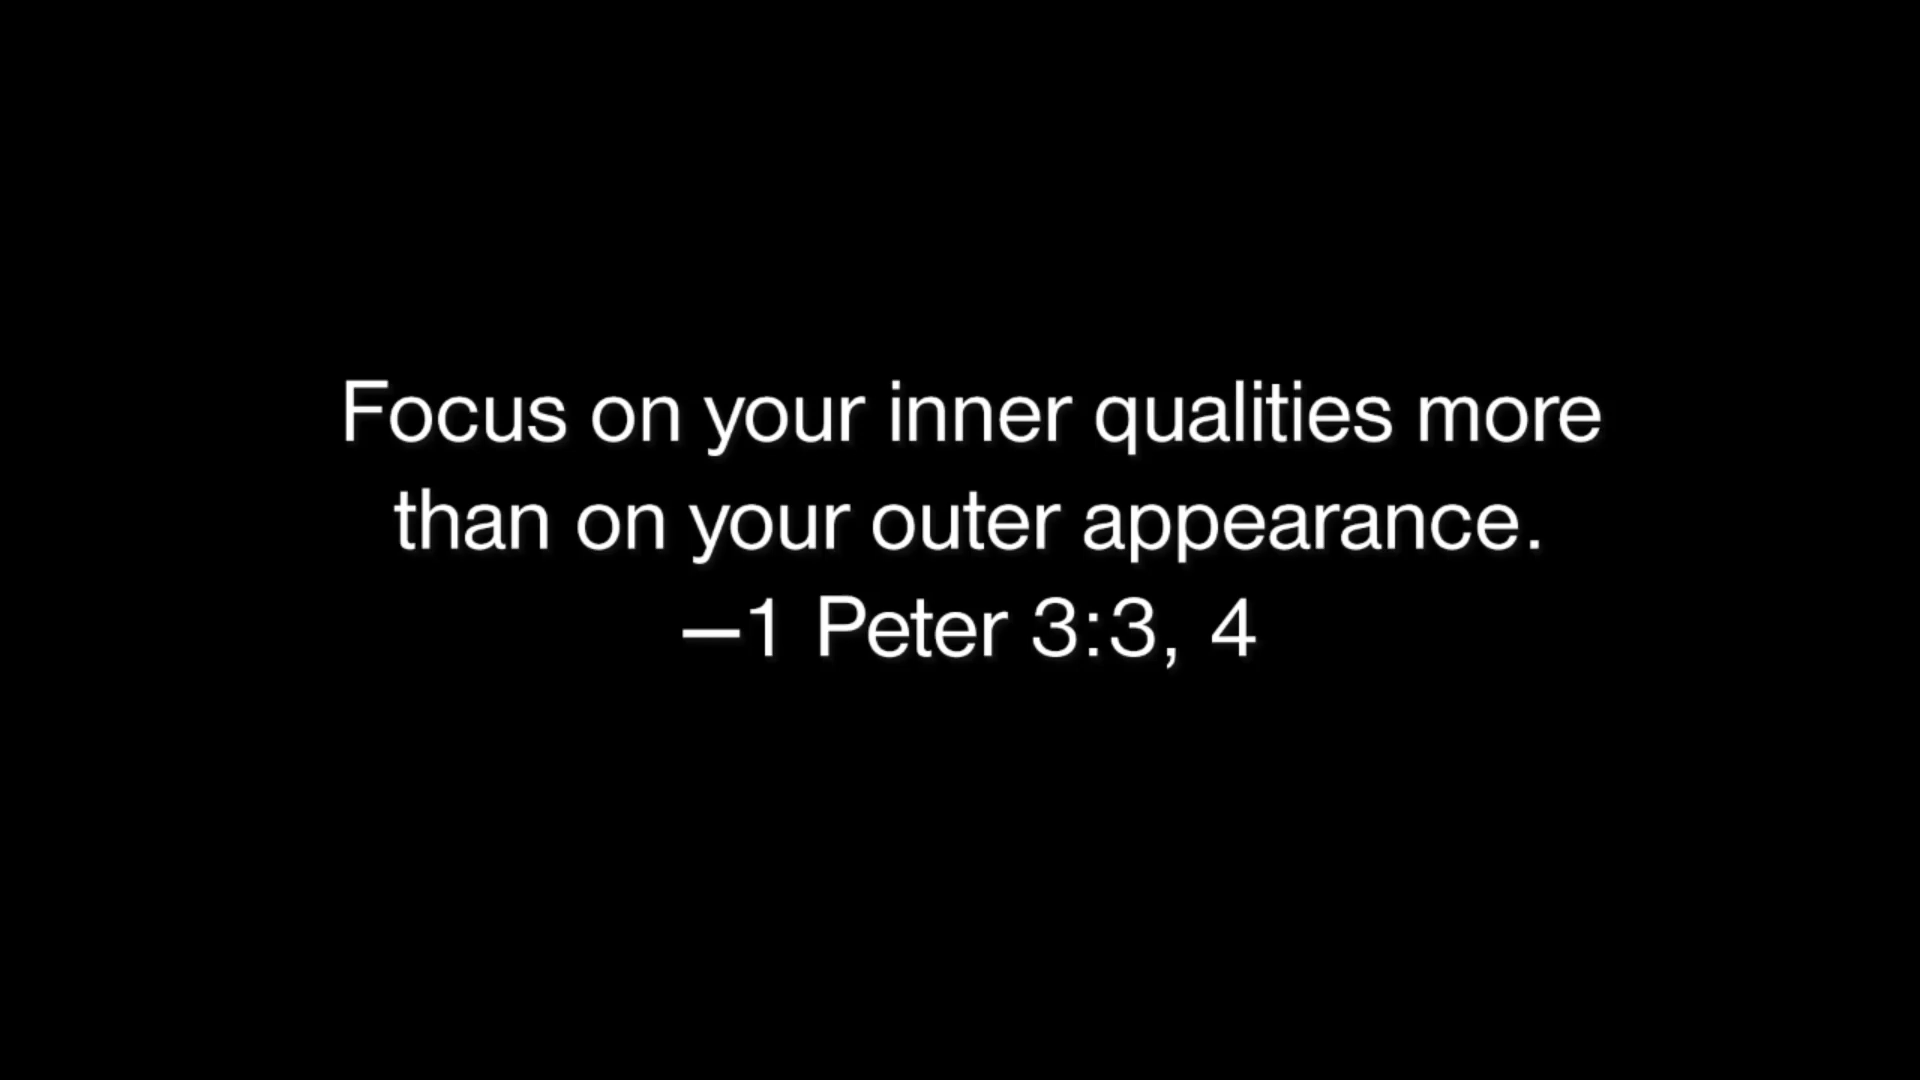 Focus on your inner qualities more
than on your outer appearance.
—1 Peter 3:3, 4